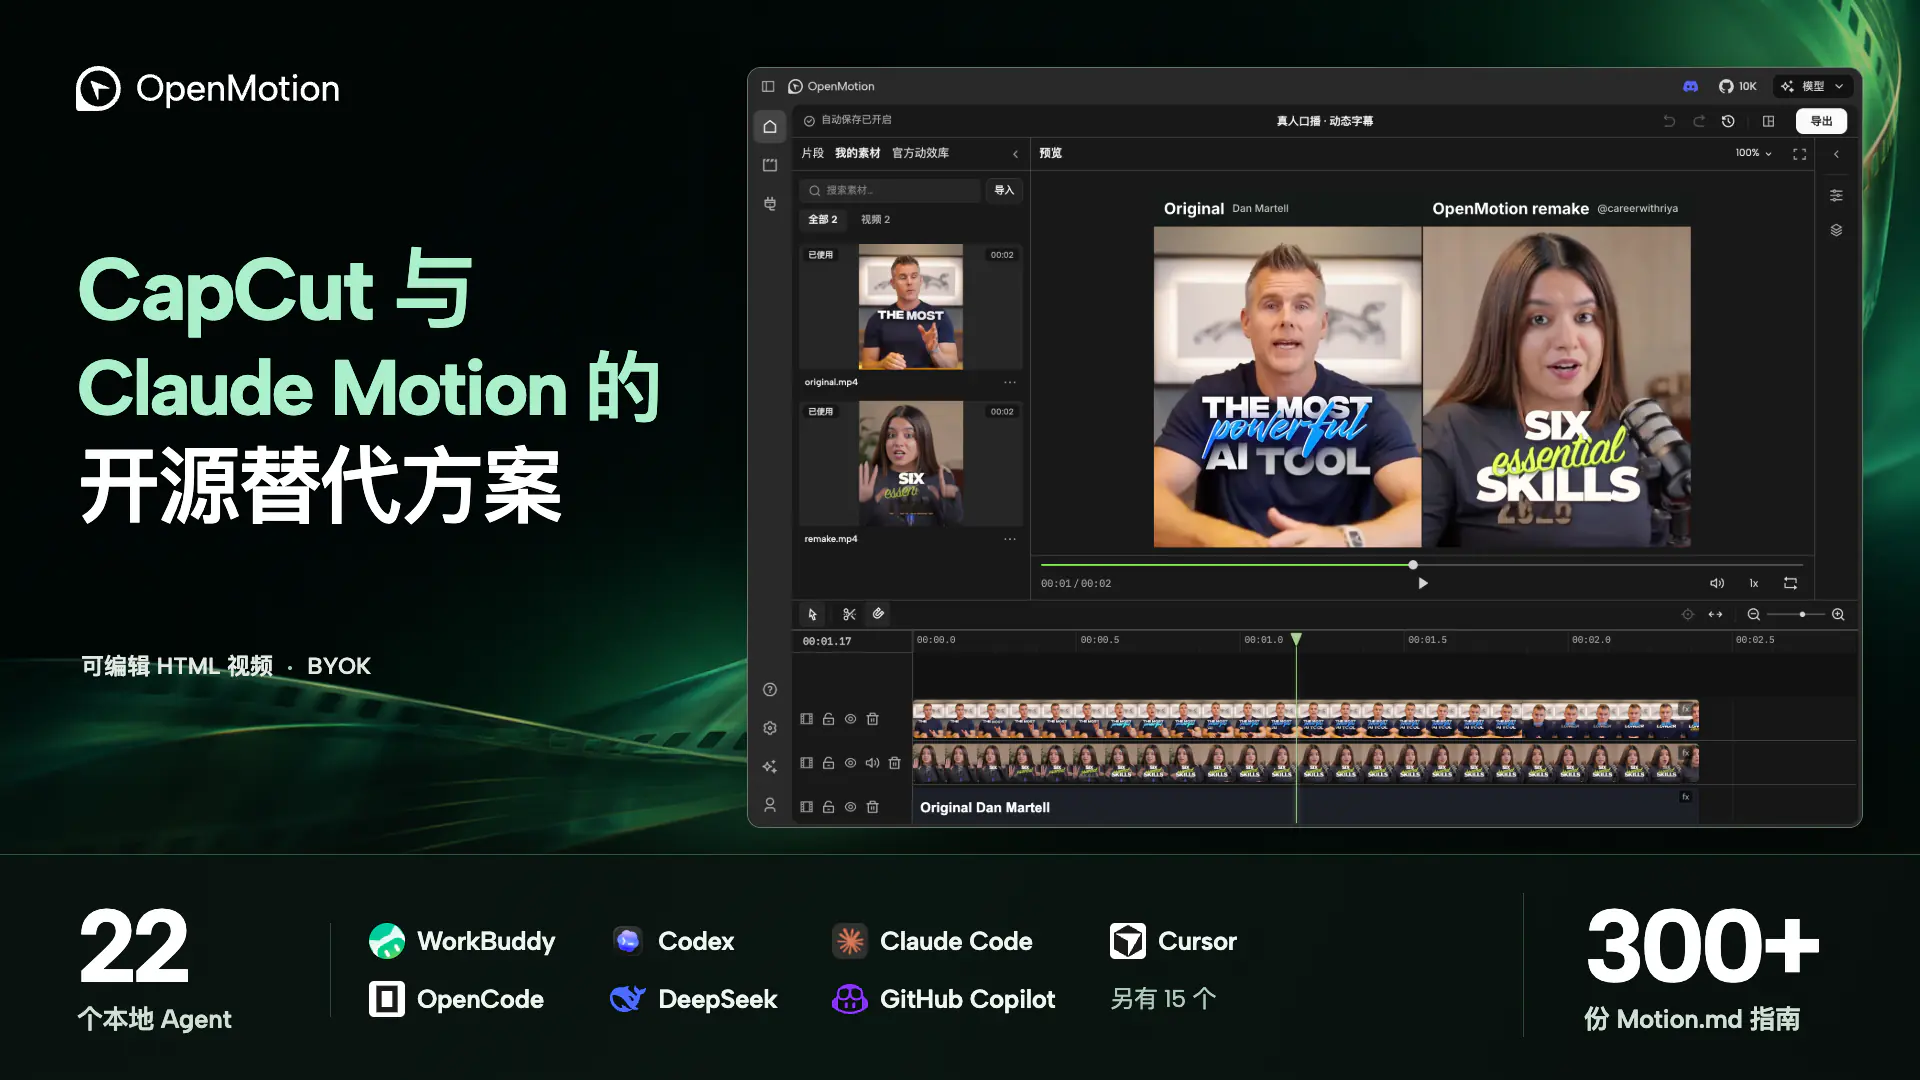 OpenMotion
CapCut 与
Claude Motion 的
开源替代方案
可编辑 HTML 视频 · BYOK
OpenMotion
10K
模型
自动保存已开启
真人口播 · 动态字幕
导出
片段 我的素材 官方动效库
预览
100%
搜索素材...
导入
全部 2 视频 2
已使用
00:02
THE MOST
original.mp4
已使用
00:02
SIX
essen
remake.mp4
Original Dan Martell
OpenMotion remake @careerwithriya
THE MOST
powerful
AI TOOL
SIX
essential
SKILLS
2026
00:01 / 00:02
1x
00:01.17
00:00.0 00:00.5 00:01.0 00:01.5 00:02.0 00:02.5
fx
fx
Original Dan Martell
fx
22
个本地 Agent
WorkBuddy
Codex
Claude Code
Cursor
OpenCode
DeepSeek
GitHub Copilot
另有 15 个
300+
份 Motion.md 指南